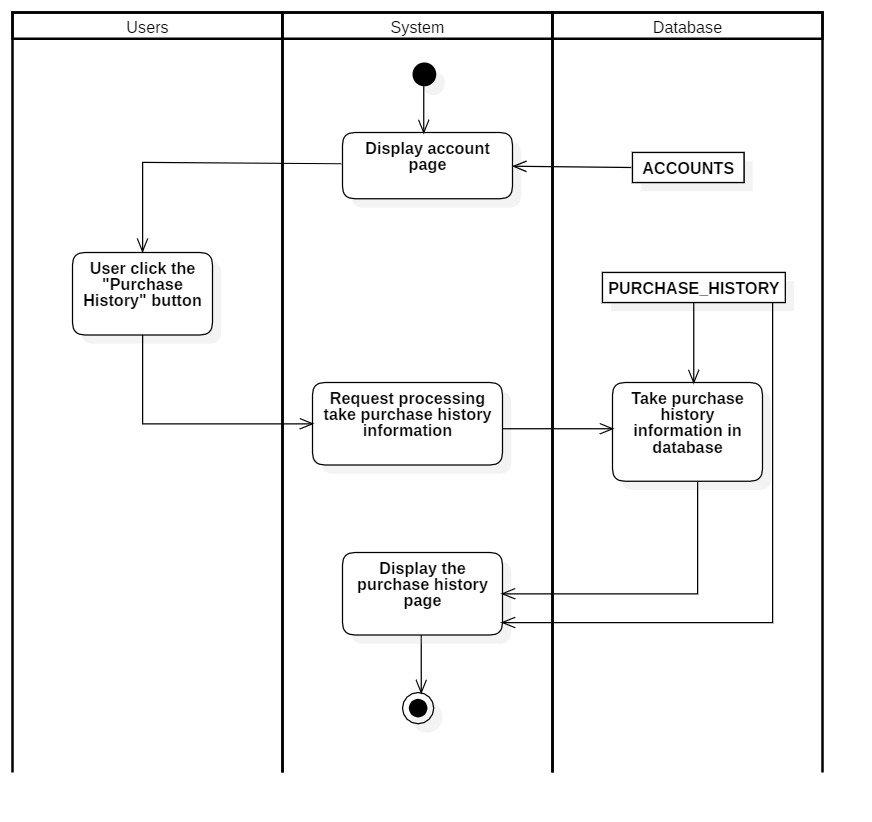 Users
System
Database
Display account
page
ACCOUNTS
User click the
"Purchase
History" button
PURCHASE_HISTORY
Request processing
take purchase history
information
Take purchase
history
information in
database
Display the
purchase history
page